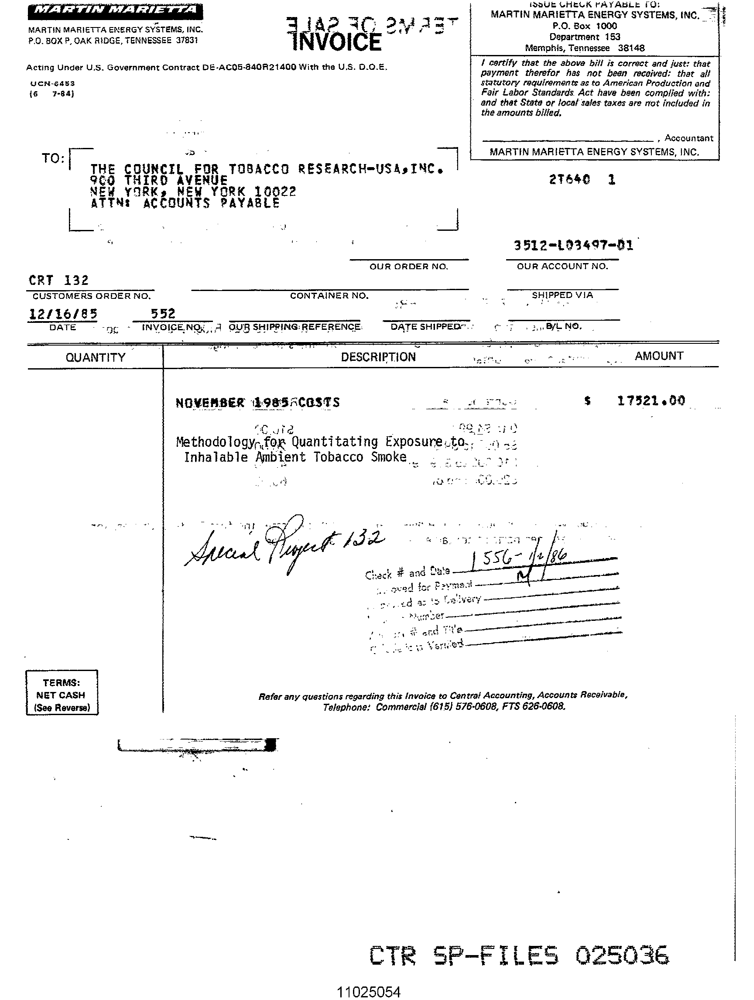 MARTIN MARIETTA
MARTIN MARIETTA ENERGY SYSTEMS, INC.
P.O. BOX P, OAK RIDGE, TENNESSEE 37831
INVOICE
ISSUE CHECK PAYABLE TO:
MARTIN MARIETTA ENERGY SYSTEMS, INC.
P.O. Box 1000
Department 153
Memphis, Tennessee 38148
Acting Under U.S. Government Contract DE-AC05-84OR21400 With the U.S. D.O.E.
UCN-6453
(6 7-84)
I certify that the above bill is correct and just: that
payment therefor has not been received: that all
statutory requirements as to American Production and
Fair Labor Standards Act have been complied with:
and that State or local sales taxes are not included in
the amounts billed.
, Accountant
MARTIN MARIETTA ENERGY SYSTEMS, INC.
TO:
THE COUNCIL FOR TOBACCO RESEARCH-USA,INC.
900 THIRD AVENUE
NEW YORK, NEW YORK 10022
ATTN: ACCOUNTS PAYABLE
2T640 1
3512-L03497-01
OUR ORDER NO. OUR ACCOUNT NO.
CRT 132
CUSTOMERS ORDER NO. CONTAINER NO. SHIPPED VIA
12/16/85 552
DATE INVOICE NO. OUR SHIPPING REFERENCE DATE SHIPPED B/L NO.
QUANTITY DESCRIPTION AMOUNT
NOVEMBER 1985 COSTS $ 17521.00
Methodology for Quantitating Exposure to
Inhalable Ambient Tobacco Smoke
Special Project 132
Check # and Date 1556-1/2/86
oved for Payment
as to Delivery
Number
# and Title
Verified
TERMS:
NET CASH
(See Reverse)
Refer any questions regarding this Invoice to Central Accounting, Accounts Receivable,
Telephone: Commercial (615) 576-0608, FTS 626-0608.
CTR SP-FILES 025036
11025054